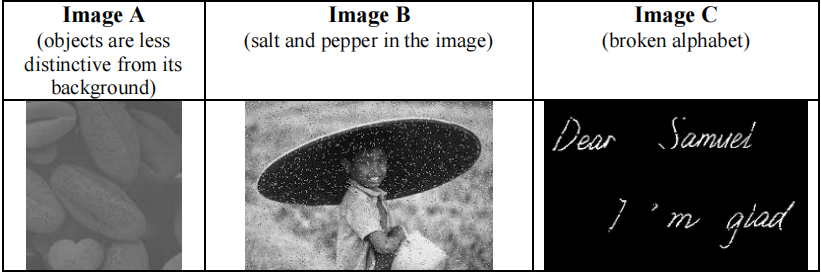 Image A
(objects are less
distinctive from its
background)
Image B
(salt and pepper in the image)
Image C
(broken alphabet)
Dear Samuel
I 'm glad